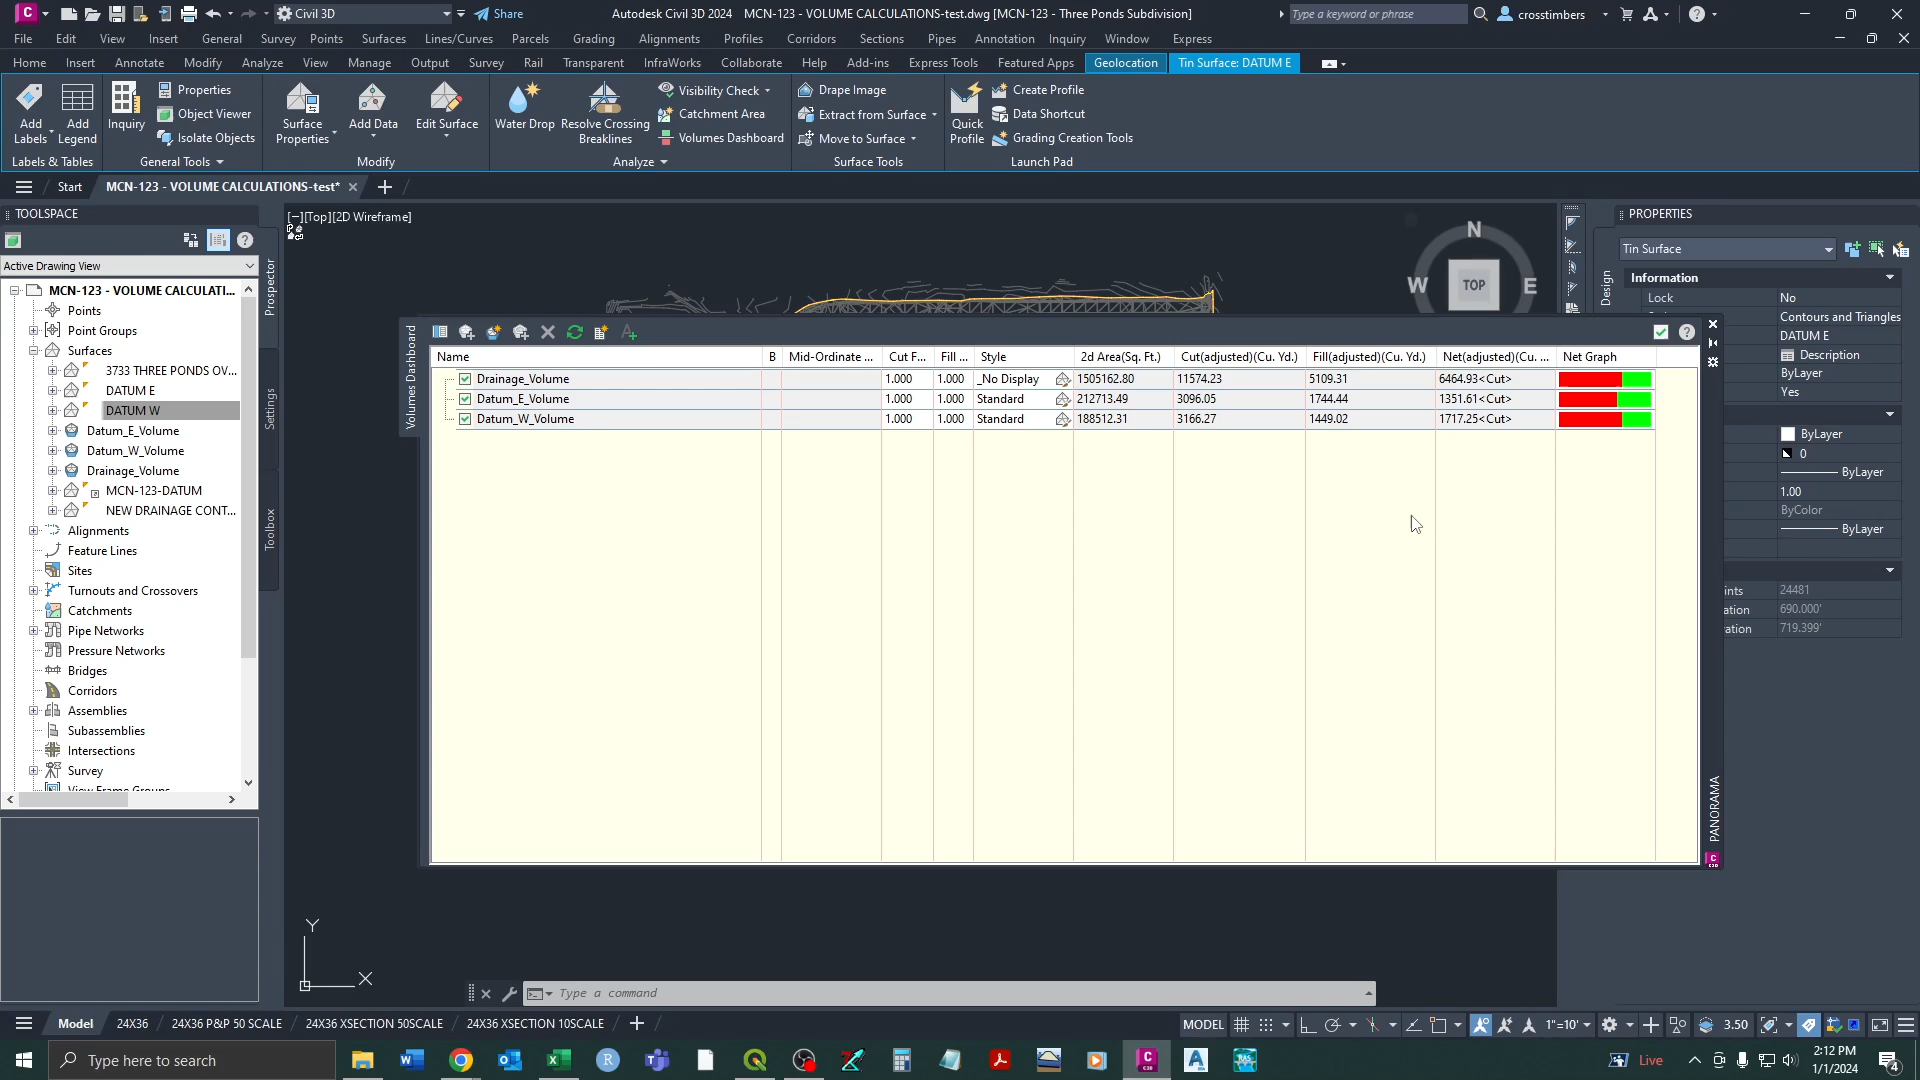 Civil 3D
Share
Autodesk Civil 3D 2024 MCN-123 - VOLUME CALCULATIONS-test.dwg [MCN-123 - Three Ponds Subdivision]
Type a keyword or phrase
crosstimbers
File Edit View Insert General Survey Points Surfaces Lines/Curves Parcels Grading Alignments Profiles Corridors Sections Pipes Annotation Inquiry Window Express
Home Insert Annotate Modify Analyze View Manage Output Survey Rail Transparent InfraWorks Collaborate Help Add-ins Express Tools Featured Apps Geolocation Tin Surface: DATUM E
Properties Visibility Check Drape Image Create Profile
Object Viewer Catchment Area Extract from Surface Data Shortcut
Add Labels Add Legend Inquiry Surface Properties Add Data Edit Surface Water Drop Resolve Crossing Breaklines Quick Profile
Isolate Objects Volumes Dashboard Move to Surface Grading Creation Tools
Labels & Tables General Tools Modify Analyze Surface Tools Launch Pad
Start MCN-123 - VOLUME CALCULATIONS-test*
TOOLSPACE
[−][Top][2D Wireframe]
PROPERTIES
Active Drawing View
MCN-123 - VOLUME CALCULATI...
Points
Point Groups
Surfaces
3733 THREE PONDS OV...
DATUM E
DATUM W
Datum_E_Volume
Datum_W_Volume
Drainage_Volume
MCN-123-DATUM
NEW DRAINAGE CONT...
Alignments
Feature Lines
Sites
Turnouts and Crossovers
Catchments
Pipe Networks
Pressure Networks
Bridges
Corridors
Assemblies
Subassemblies
Intersections
Survey
View Frame Groups
Prospector
Settings
Toolbox
N
W TOP E
Volumes Dashboard
Name B Mid-Ordinate ... Cut F... Fill ... Style 2d Area(Sq. Ft.) Cut(adjusted)(Cu. Yd.) Fill(adjusted)(Cu. Yd.) Net(adjusted)(Cu. ... Net Graph
Drainage_Volume 1.000 1.000 _No Display 1505162.80 11574.23 5109.31 6464.93<Cut>
Datum_E_Volume 1.000 1.000 Standard 212713.49 3096.05 1744.44 1351.61<Cut>
Datum_W_Volume 1.000 1.000 Standard 188512.31 3166.27 1449.02 1717.25<Cut>
PANORAMA
C3D
Design
Tin Surface
Information
Lock No
Contours and Triangles
DATUM E
Description
ByLayer
Yes
ByLayer
0
ByLayer
1.00
ByColor
ByLayer
ints 24481
ation 690.000'
ration 719.399'
Y
X
Type a command
Model 24X36 24X36 P&P 50 SCALE 24X36 XSECTION 50SCALE 24X36 XSECTION 10SCALE
MODEL 1"=10' 3.50
Type here to search
Live
2:12 PM
1/1/2024
4